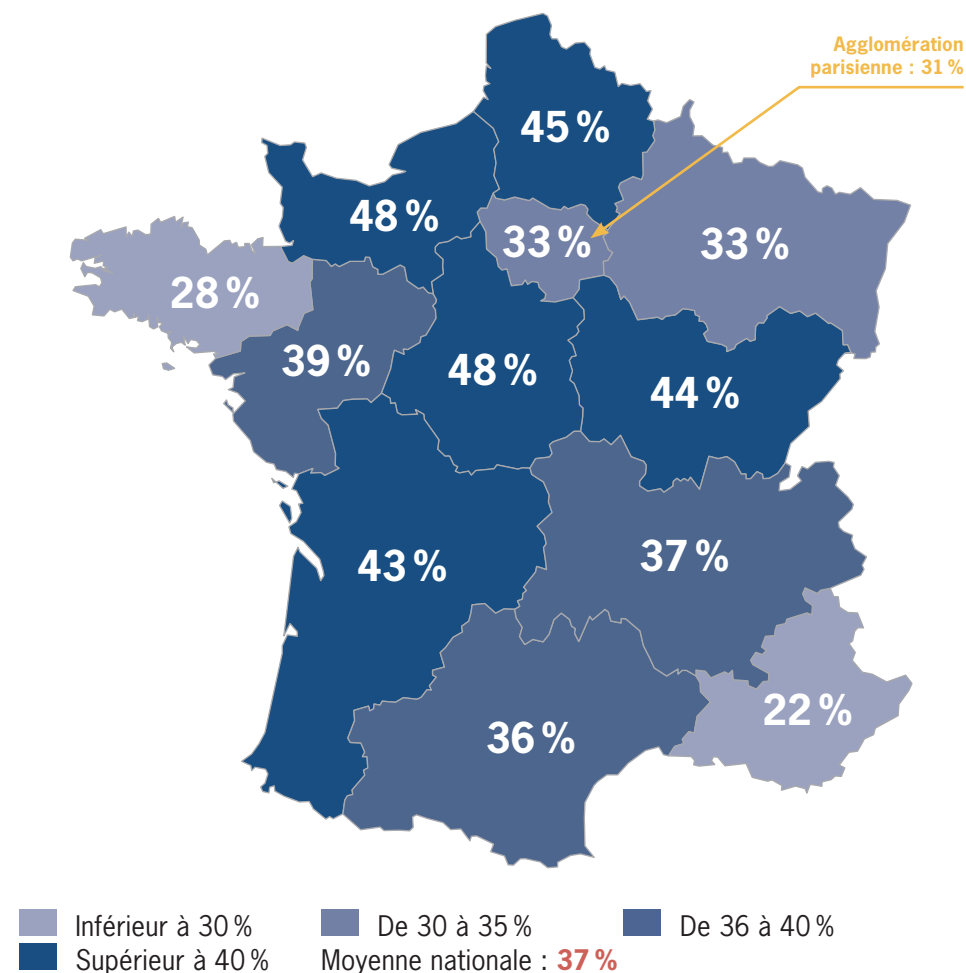 Agglomération
parisienne : 31 %
45 %
48 %
33 %
33 %
28 %
39 %
48 %
44 %
43 %
37 %
22 %
36 %
Inférieur à 30 %
De 30 à 35 %
De 36 à 40 %
Supérieur à 40 %
Moyenne nationale : 37 %